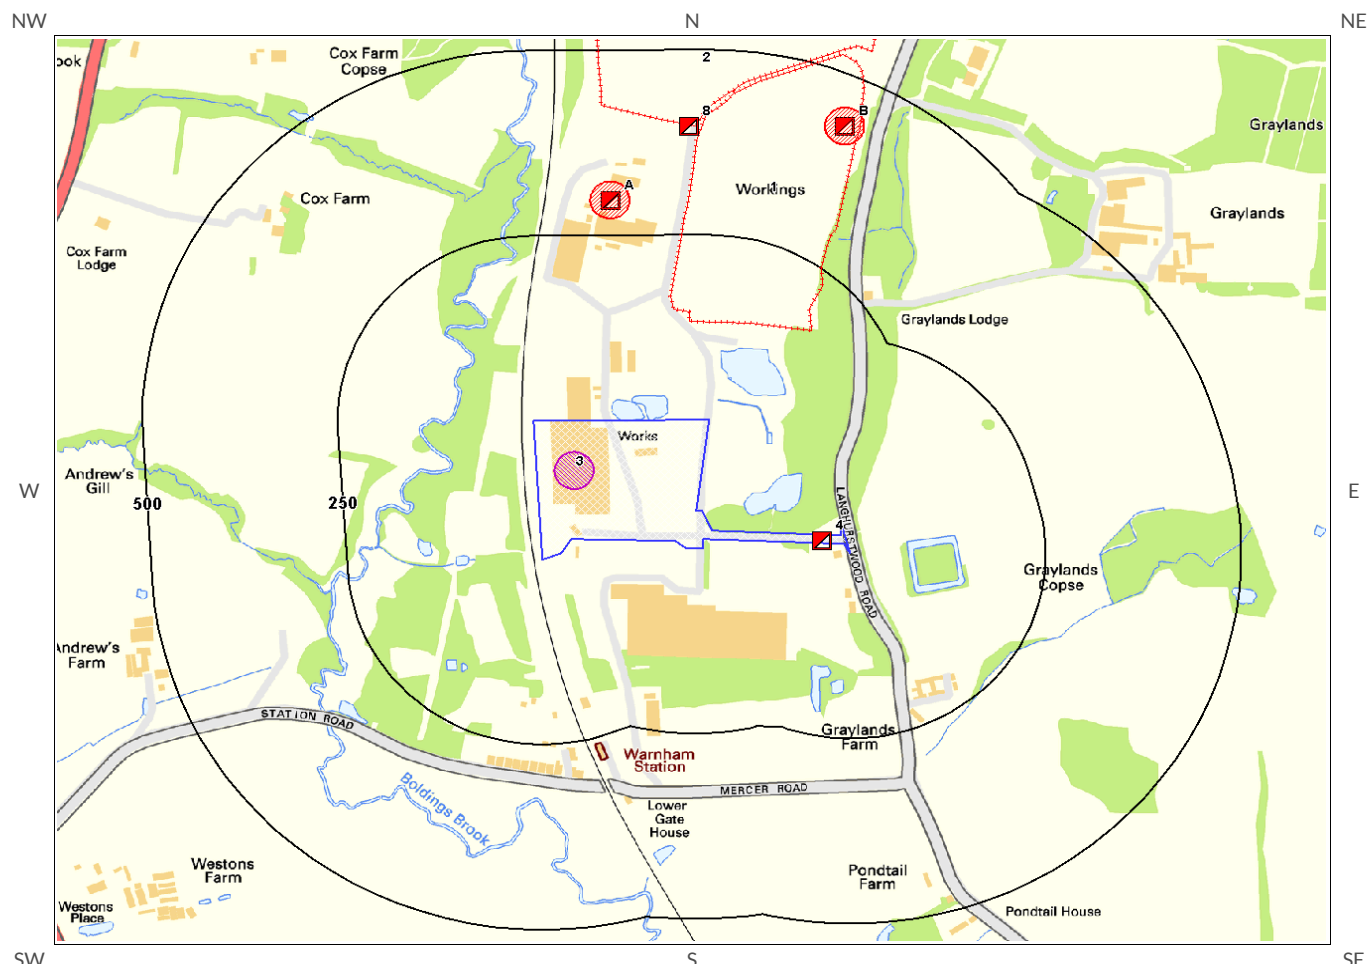 NW
N
NE
ook
Cox Farm
Copse
2
8
B
Graylands
A
Workings
1
Cox Farm
Graylands
Cox Farm
Lodge
Graylands Lodge
Works
3
Andrew's
Gill
W
500
250
E
4
LANGHURSTWOOD ROAD
Graylands
Copse
Andrew's
Farm
STATION ROAD
Graylands
Farm
Warnham
Station
MERCER ROAD
Boldings Brook
Lower
Gate
House
Westons
Farm
Pondtail
Farm
Westons
Place
Pondtail House
SW
S
SE